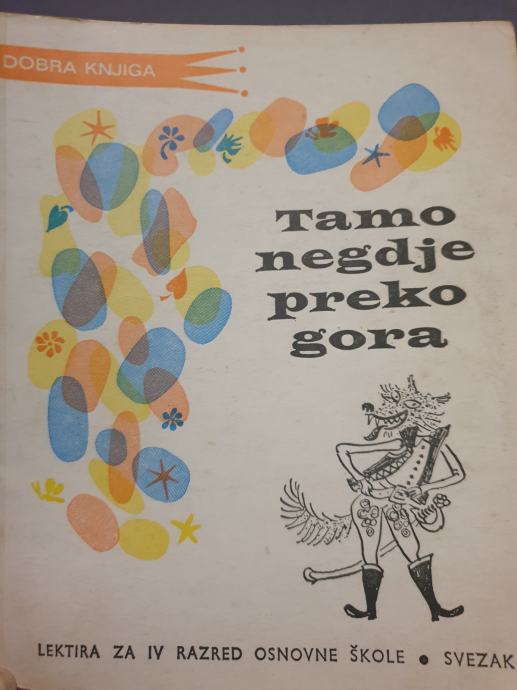 DOBRA KNJIGA
Tamo
negdje
preko
gora
LEKTIRA ZA IV RAZRED OSNOVNE ŠKOLE • SVEZAK